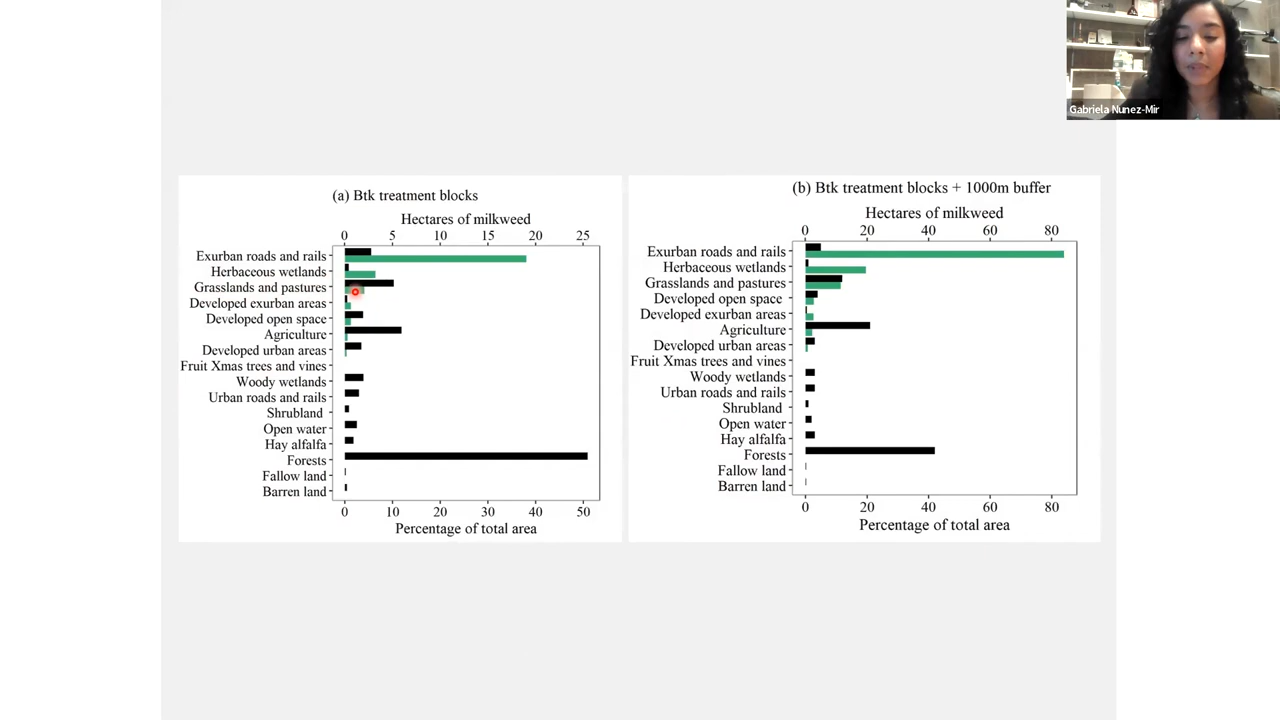 Gabriela Nunez-Mir
(a) Btk treatment blocks
Hectares of milkweed
0 5 10 15 20 25
Exurban roads and rails
Herbaceous wetlands
Grasslands and pastures
Developed exurban areas
Developed open space
Agriculture
Developed urban areas
Fruit Xmas trees and vines
Woody wetlands
Urban roads and rails
Shrubland
Open water
Hay alfalfa
Forests
Fallow land
Barren land
0 10 20 30 40 50
Percentage of total area
(b) Btk treatment blocks + 1000m buffer
Hectares of milkweed
0 20 40 60 80
Exurban roads and rails
Herbaceous wetlands
Grasslands and pastures
Developed open space
Developed exurban areas
Agriculture
Developed urban areas
Fruit Xmas trees and vines
Woody wetlands
Urban roads and rails
Shrubland
Open water
Hay alfalfa
Forests
Fallow land
Barren land
0 20 40 60 80
Percentage of total area